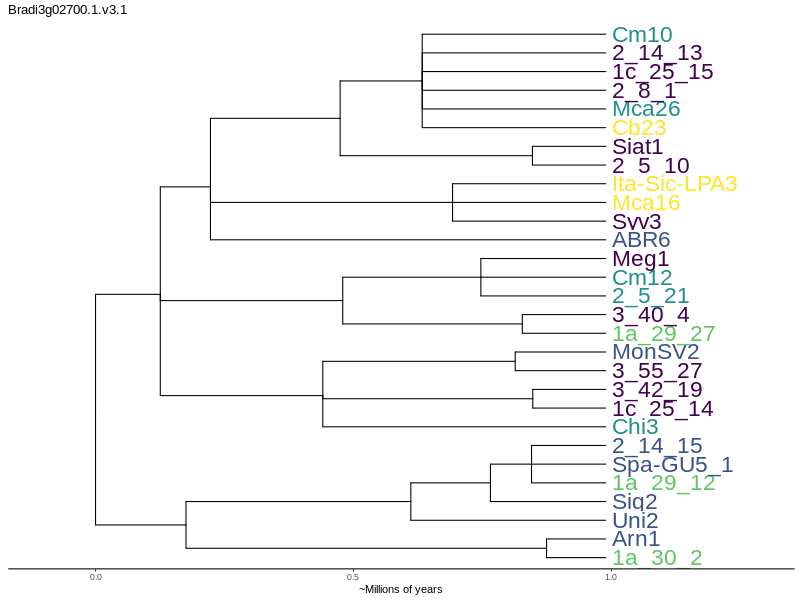 Bradi3g02700.1.v3.1
Cm10
2_14_13
1c_25_15
2_8_1
Mca26
Cb23
Siat1
2_5_10
Ita-Sic-LPA3
Mca16
Syv3
ABR6
Meg1
Cm12
2_5_21
3_40_4
1a_29_27
MonSV2
3_55_27
3_42_19
1c_25_14
Chi3
2_14_15
Spa-GU5_1
1a_29_12
Sig2
Uni2
Arn1
1a_30_2
0.0 0.5 1.0
~Millions of years